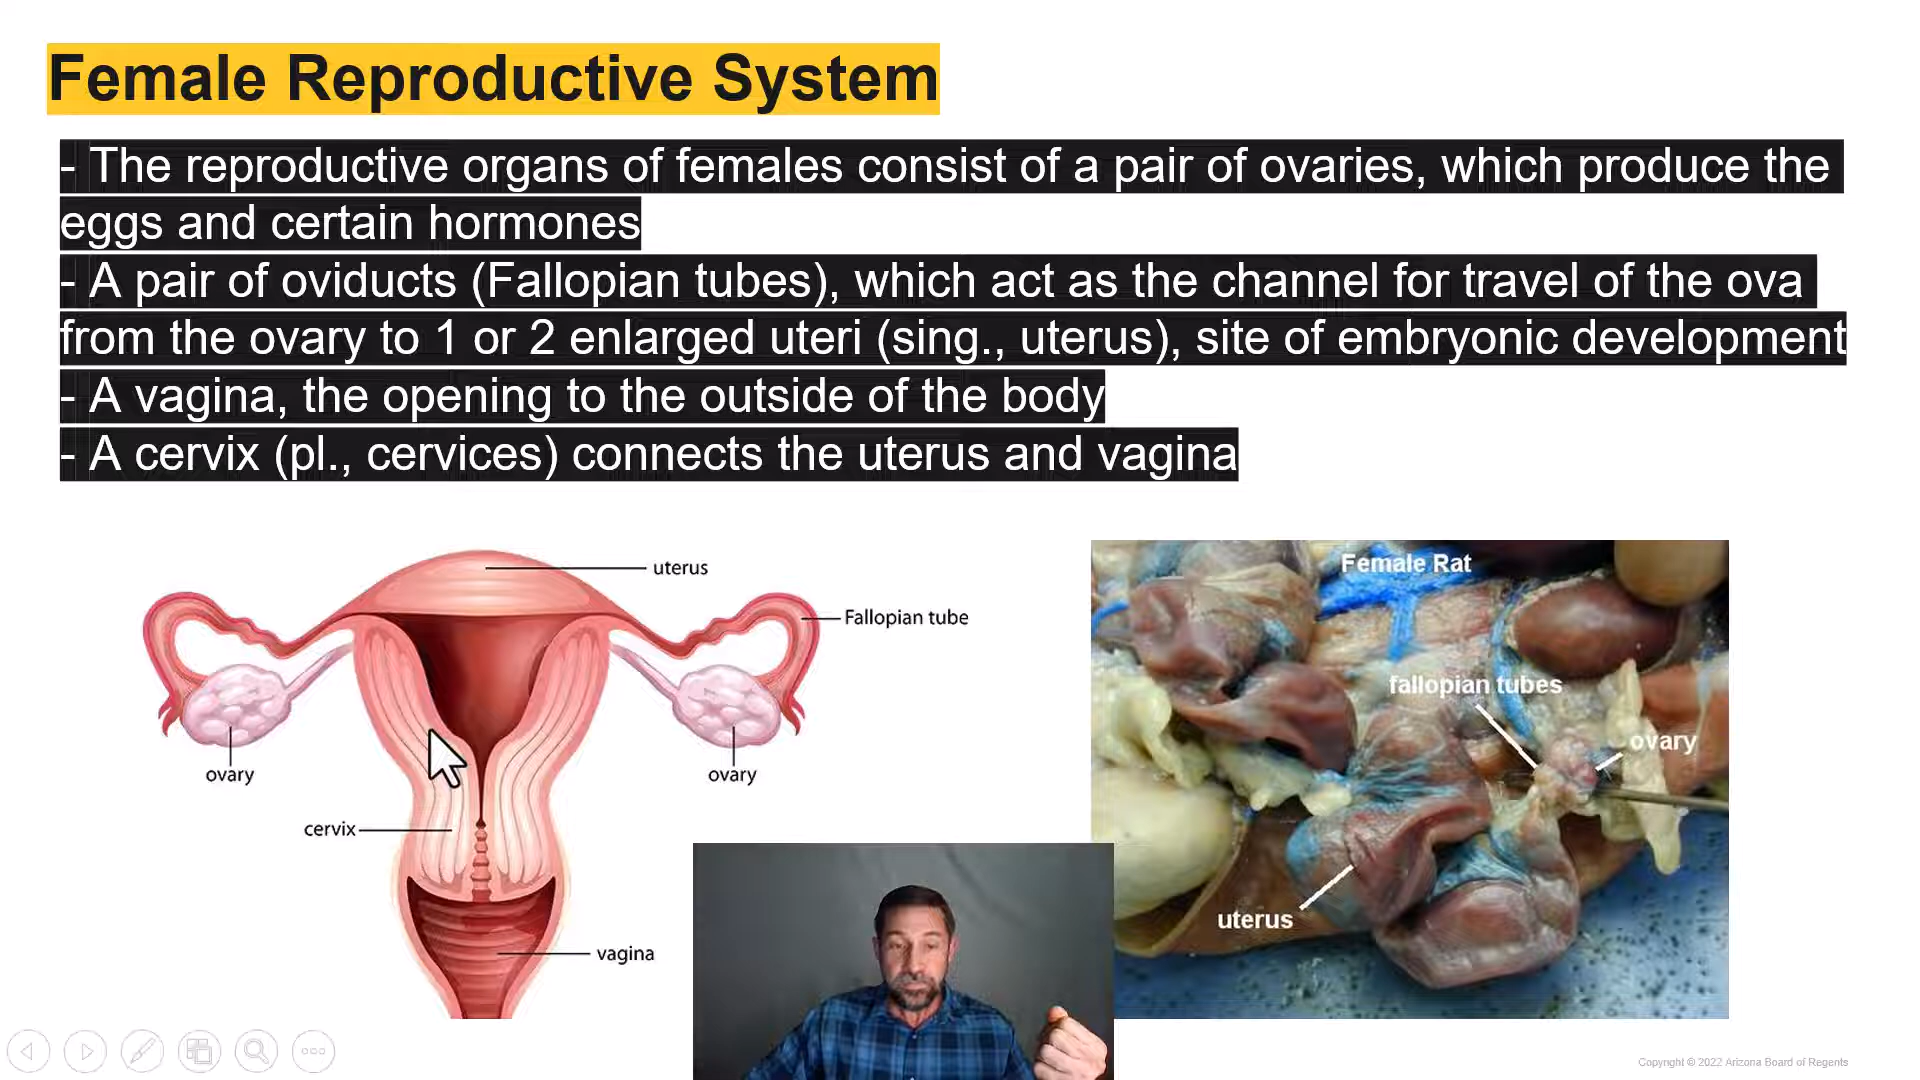 Female Reproductive System
- The reproductive organs of females consist of a pair of ovaries, which produce the
eggs and certain hormones
- A pair of oviducts (Fallopian tubes), which act as the channel for travel of the ova
from the ovary to 1 or 2 enlarged uteri (sing., uterus), site of embryonic development
- A vagina, the opening to the outside of the body
- A cervix (pl., cervices) connects the uterus and vagina
uterus
Fallopian tube
ovary
ovary
cervix
vagina
Female Rat
fallopian tubes
ovary
uterus
Copyright © 2022 Arizona Board of Regents